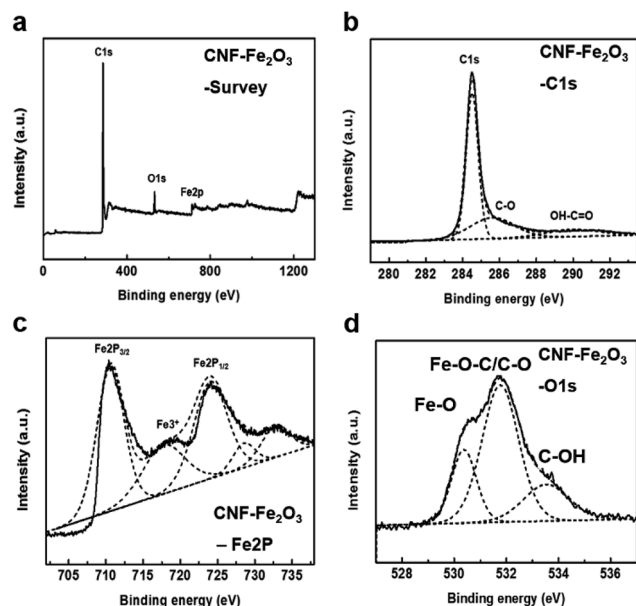 a
CNF-Fe₂O₃
-Survey
C1s
O1s
Fe2p
Intensity (a.u.)
0 400 800 1200
Binding energy (eV)
b
CNF-Fe₂O₃
-C1s
C1s
C-O
OH-C=O
Intensity (a.u.)
280 282 284 286 288 290 292
Binding energy (eV)
c
Fe2P₃/₂
Fe2P₁/₂
Fe3⁺
CNF-Fe₂O₃
– Fe2P
Intensity (a.u.)
705 710 715 720 725 730 735
Binding energy (eV)
d
Fe-O-C/C-O
CNF-Fe₂O₃
-O1s
Fe-O
C-OH
Intensity (a.u.)
528 530 532 534 536
Binding energy (eV)